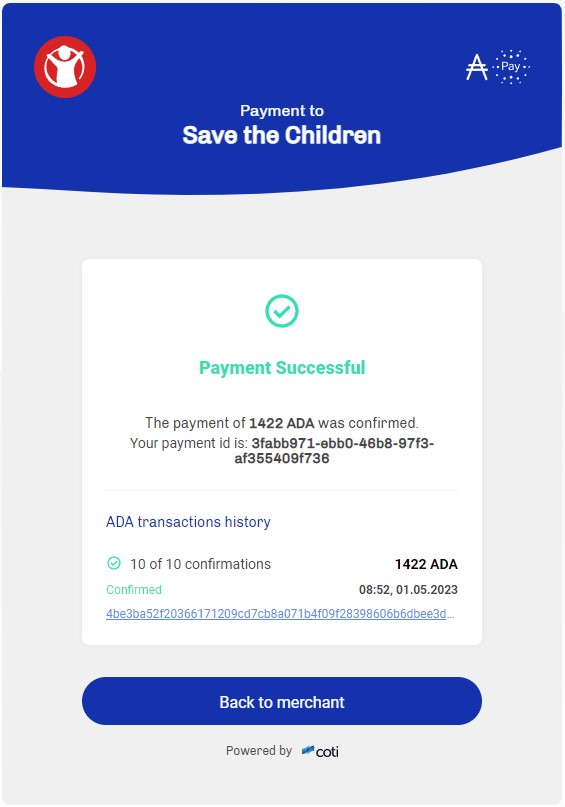 Pay
Payment to
Save the Children
Payment Successful
The payment of 1422 ADA was confirmed.
Your payment id is: 3fabb971-ebb0-46b8-97f3-
af355409f736
ADA transactions history
10 of 10 confirmations 1422 ADA
Confirmed 08:52, 01.05.2023
4be3ba52f20366171209cd7cb8a071b4f09f28398606b6dbee3d...
Back to merchant
Powered by coti